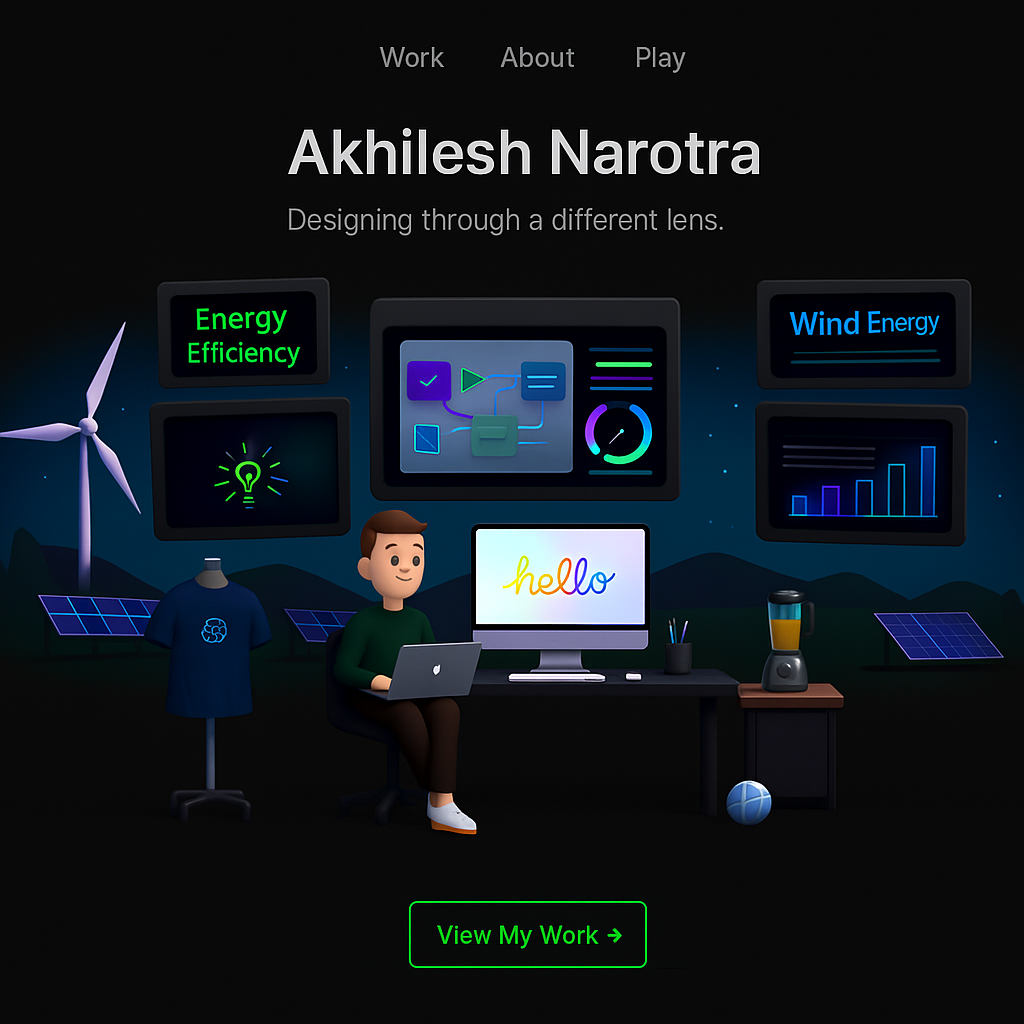 Work About Play
Akhilesh Narotra
Designing through a different lens.
Energy
Efficiency
Wind Energy
hello
View My Work →